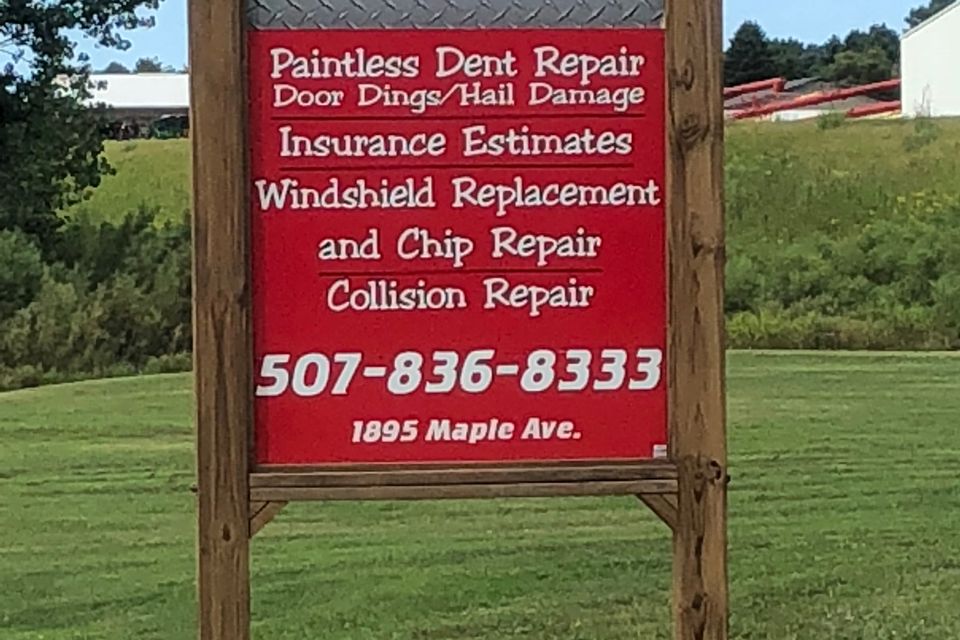 Paintless Dent Repair
Door Dings/Hail Damage
Insurance Estimates
Windshield Replacement
and Chip Repair
Collision Repair
507-836-8333
1895 Maple Ave.